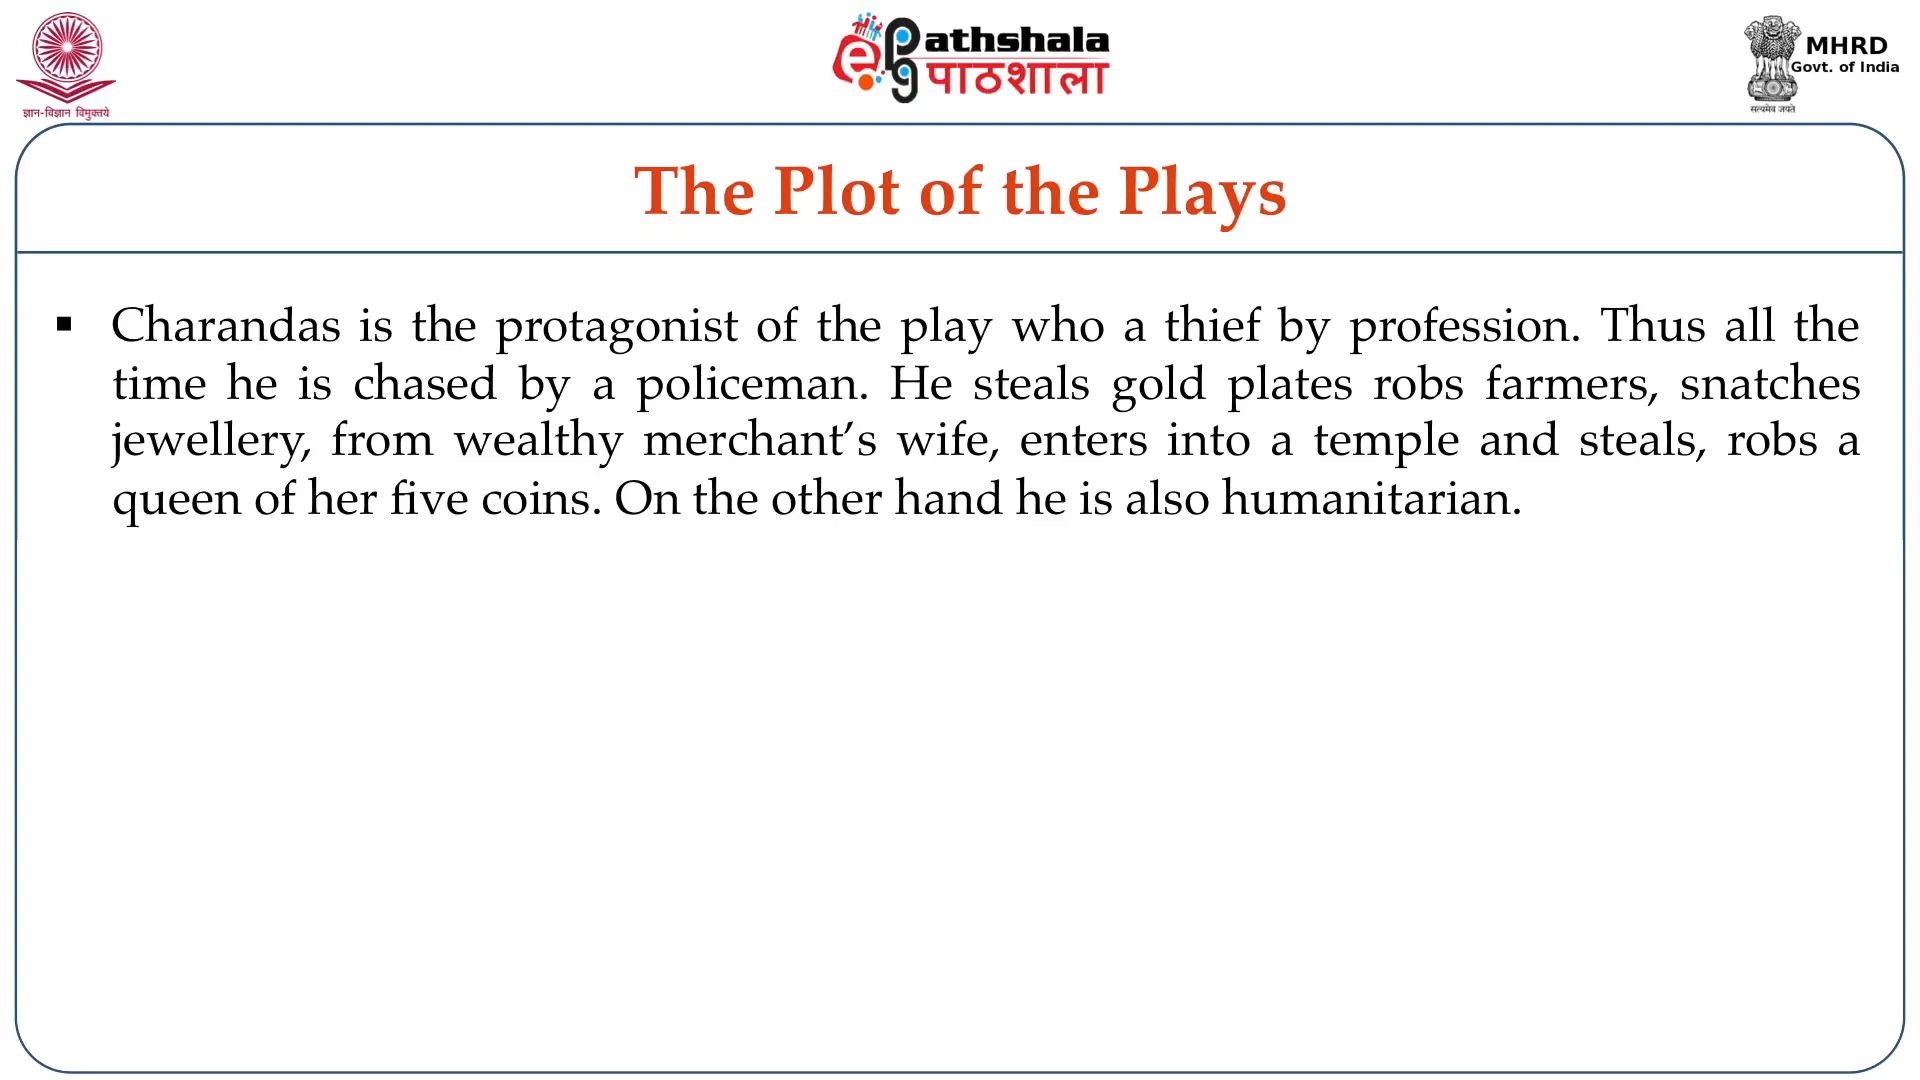 ज्ञान-विज्ञान विमुक्तये
ePG Pathshala
पाठशाला
MHRD
Govt. of India
सत्यमेव जयते
The Plot of the Plays
▪ Charandas is the protagonist of the play who a thief by profession. Thus all the
time he is chased by a policeman. He steals gold plates robs farmers, snatches
jewellery, from wealthy merchant’s wife, enters into a temple and steals, robs a
queen of her five coins. On the other hand he is also humanitarian.